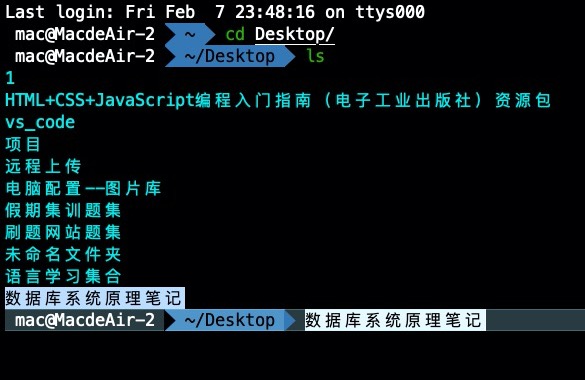 Last login: Fri Feb  7 23:48:16 on ttys000
mac@MacdeAir-2 ~ cd Desktop/
mac@MacdeAir-2 ~/Desktop ls
1
HTML+CSS+JavaScript编程入门指南（电子工业出版社）资源包
vs_code
项目
远程上传
电脑配置——图片库
假期集训题集
刷题网站题集
未命名文件夹
语言学习集合
数据库系统原理笔记
mac@MacdeAir-2 ~/Desktop 数据库系统原理笔记